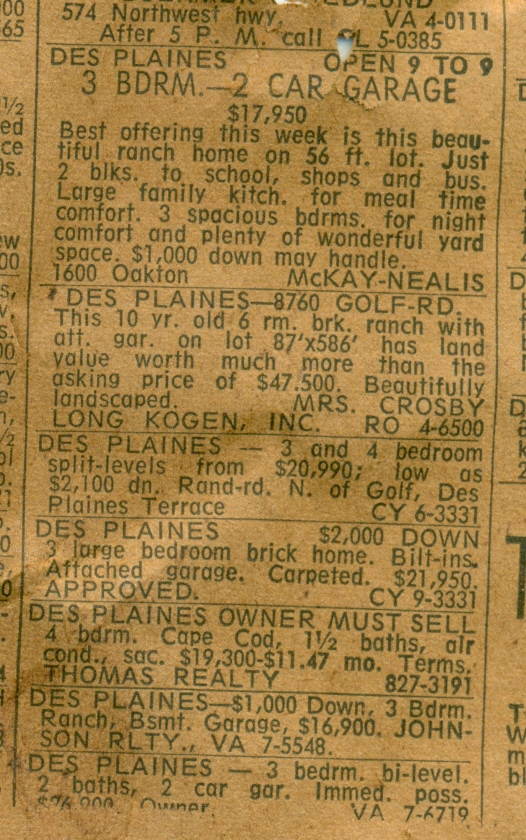 574 Northwest hwy. VA 4-0111
After 5 P. M. call CL 5-0385
DES PLAINES OPEN 9 TO 9
3 BDRM.—2 CAR GARAGE
$17,950
Best offering this week is this beau-
tiful ranch home on 56 ft. lot. Just
2 blks. to school, shops and bus.
Large family kitch. for meal time
comfort. 3 spacious bdrms. for night
comfort and plenty of wonderful yard
space. $1,000 down may handle.
1600 Oakton McKAY-NEALIS
DES PLAINES—8760 GOLF-RD.
This 10 yr. old 6 rm. brk. ranch with
att. gar. on lot 87'x586' has land
value worth much more than the
asking price of $47.500. Beautifully
landscaped. MRS. CROSBY
LONG KOGEN, INC. RO 4-6500
DES PLAINES — 3 and 4 bedroom
split-levels from $20,990; low as
$2,100 dn. Rand-rd. N. of Golf, Des
Plaines Terrace CY 6-3331
DES PLAINES $2,000 DOWN
3 large bedroom brick home. Bilt-ins.
Attached garage. Carpeted. $21,950.
APPROVED. CY 9-3331
DES PLAINES OWNER MUST SELL
4 bdrm. Cape Cod, 1½ baths, air
cond., sac. $19,300-$11.47 mo. Terms.
THOMAS REALTY 827-3191
DES PLAINES—$1,000 Down, 3 Bdrm.
Ranch, Bsmt. Garage, $16,900. JOHN-
SON RLTY., VA 7-5548.
DES PLAINES — 3 bedrm. bi-level.
2 baths, 2 car gar. Immed. poss.
Owner. VA 7-6719